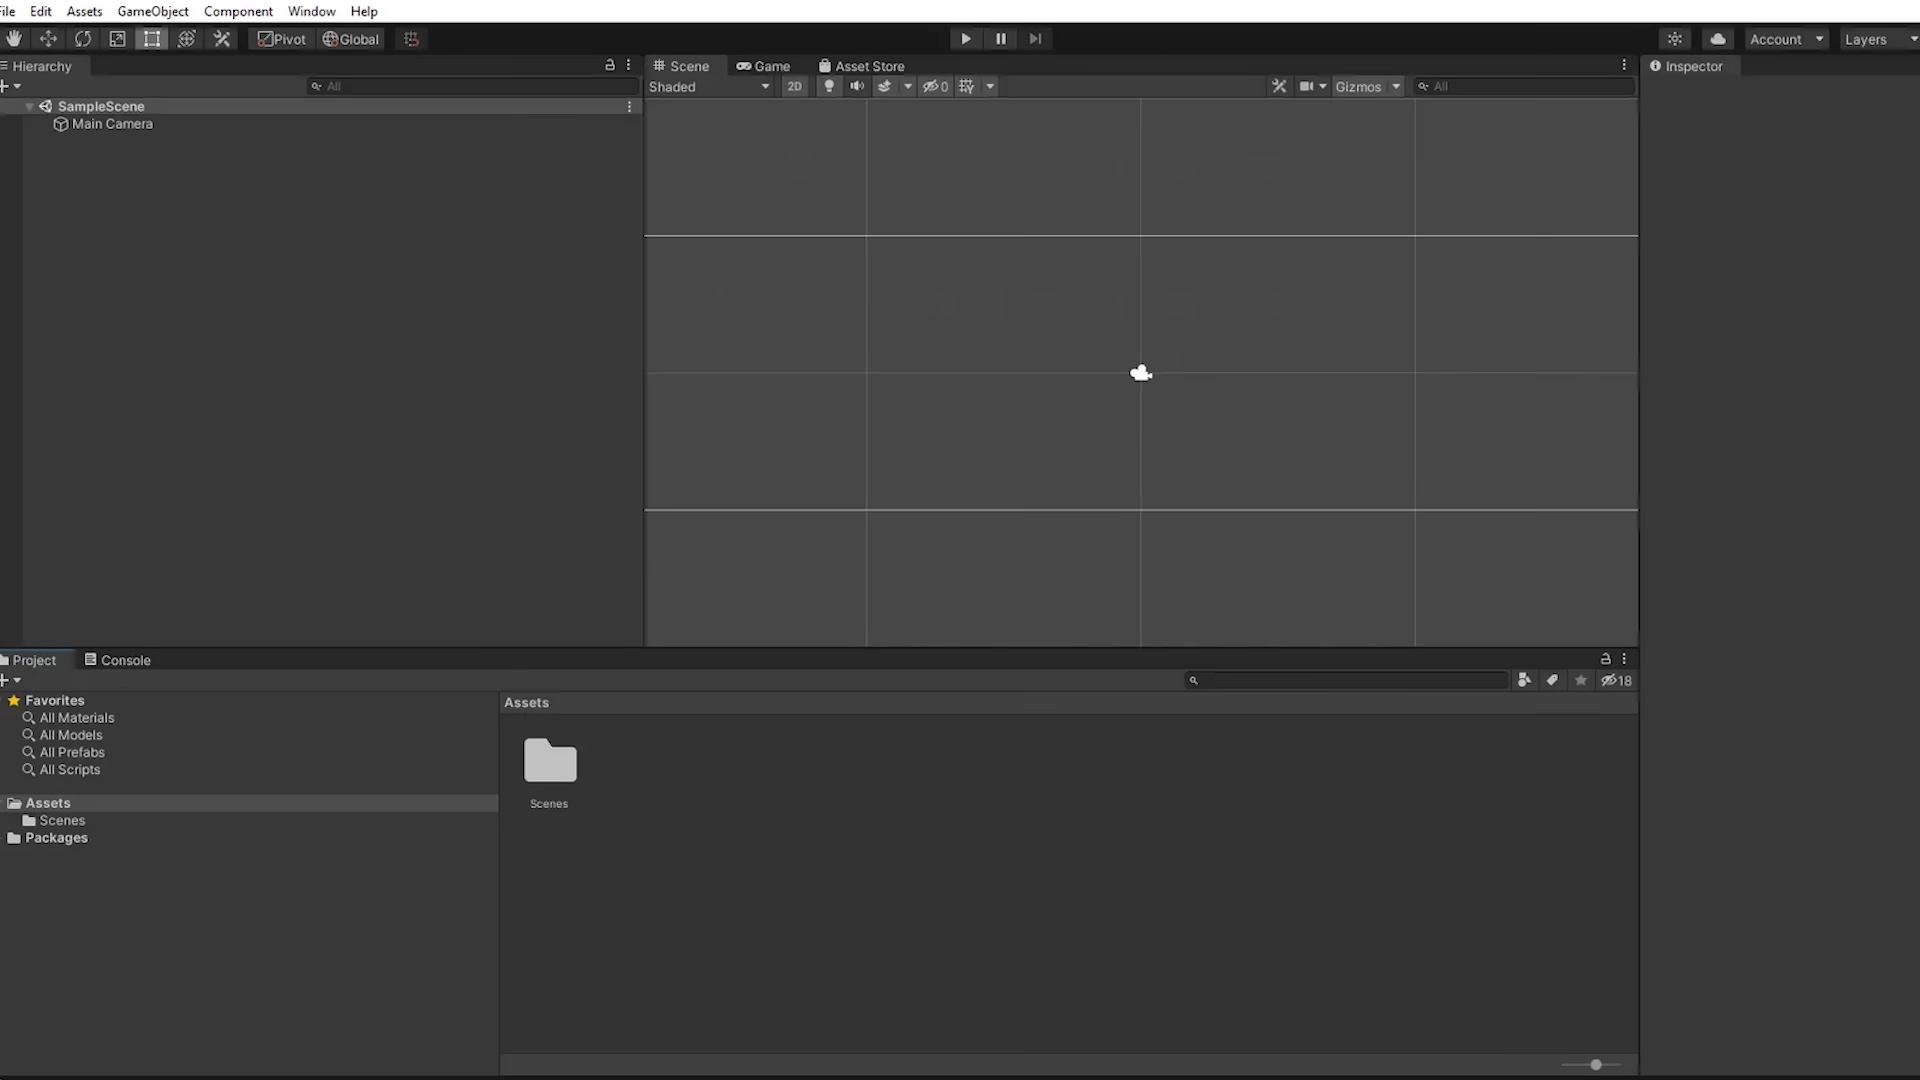 ile Edit Assets GameObject Component Window Help
Pivot Global Account Layers
Hierarchy Scene Game Asset Store Inspector
All Shaded 2D 0 Gizmos All
SampleScene
Main Camera
Project Console
18
Favorites
All Materials
All Models
All Prefabs
All Scripts
Assets
Scenes
Packages
Assets
Scenes